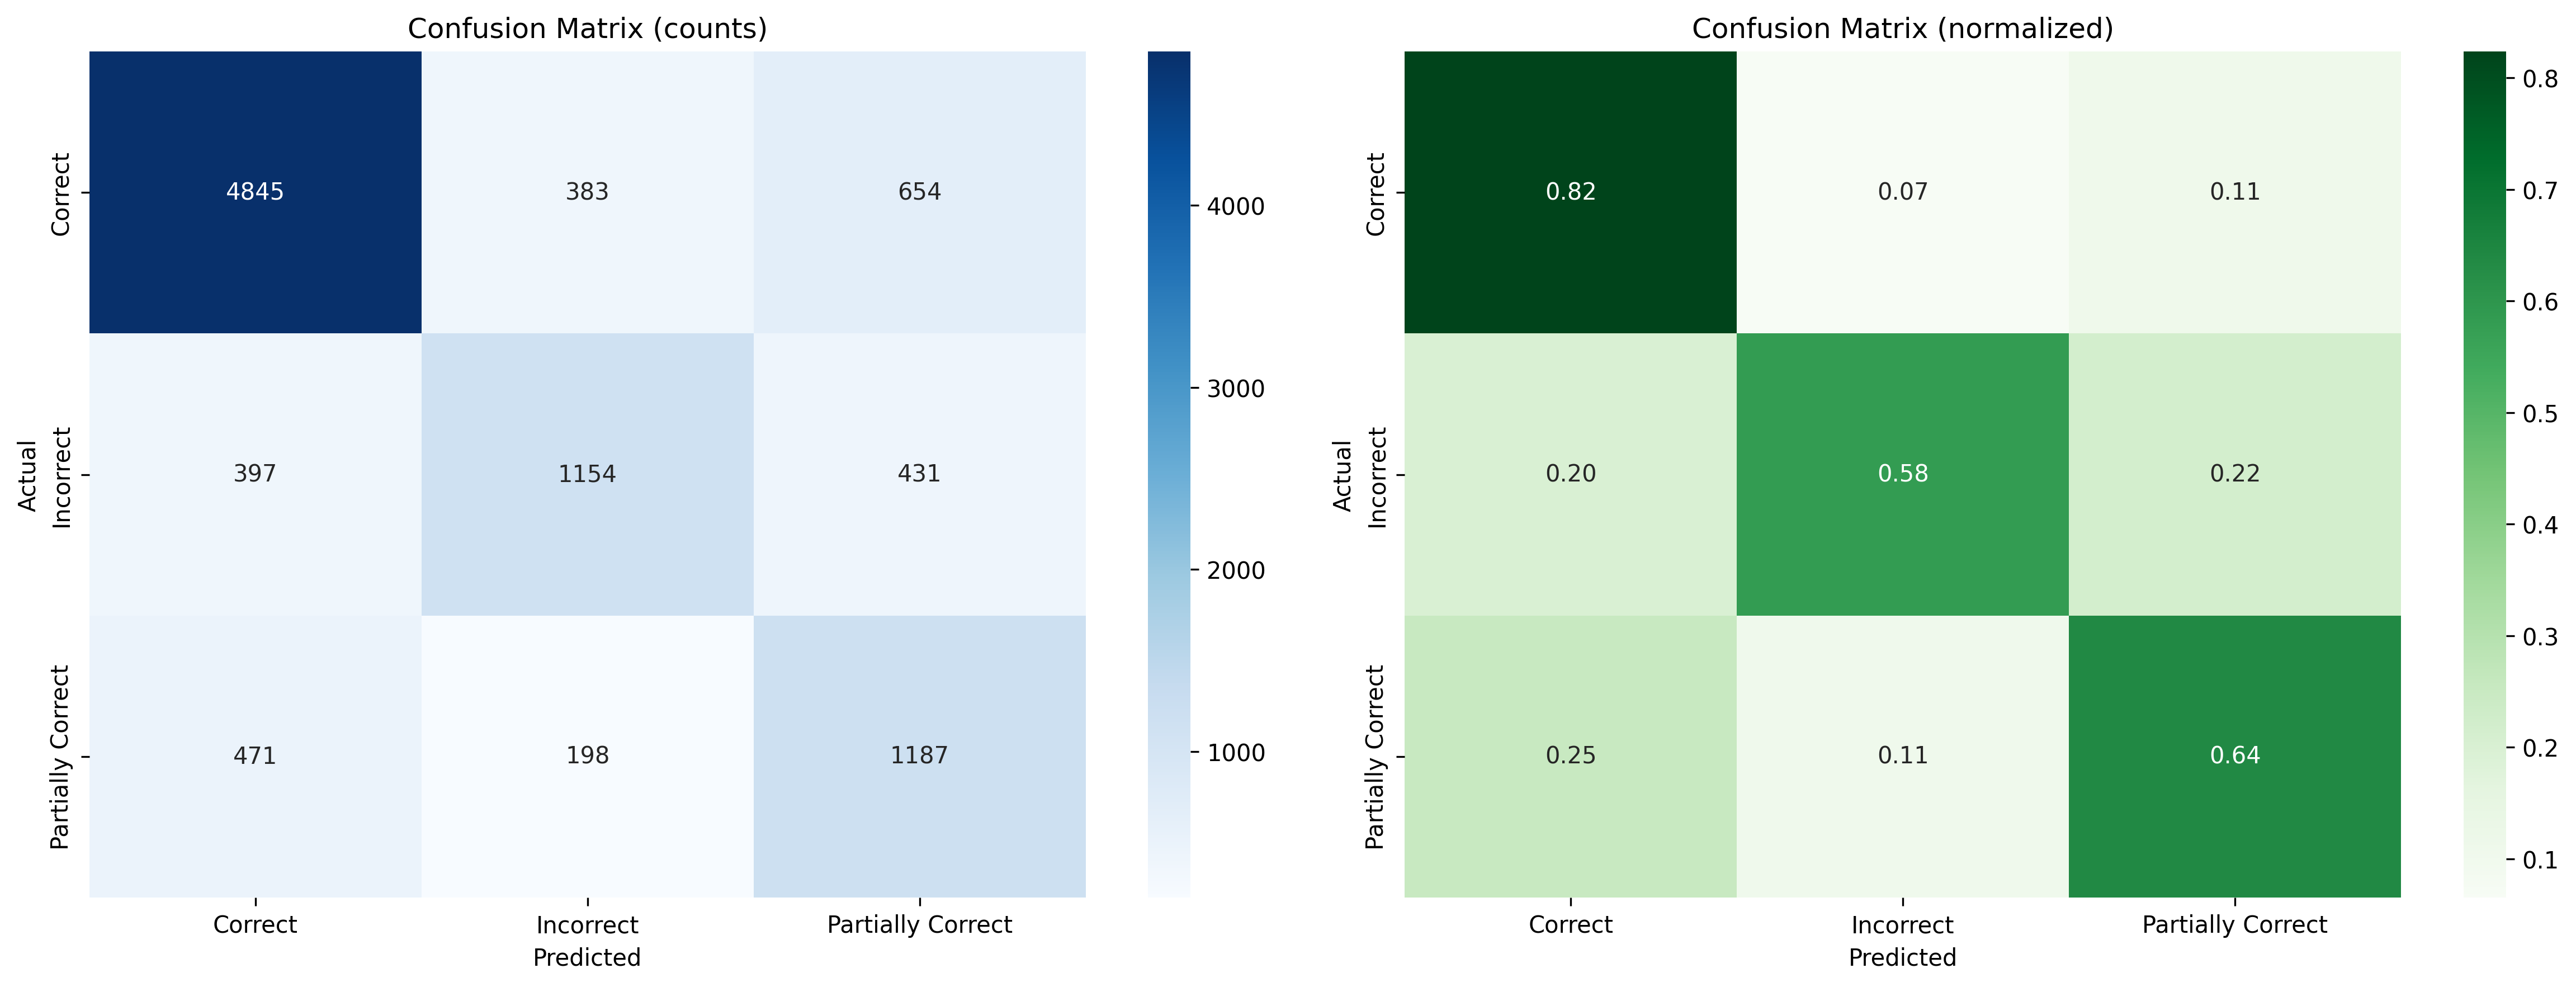 Confusion Matrix (counts)
Correct
4845 383 654
4000
3000
Actual
Incorrect
397 1154 431
2000
Partially Correct
471 198 1187
1000
Correct Incorrect Partially Correct
Predicted
Confusion Matrix (normalized)
0.8
Correct
0.82 0.07 0.11
0.7
0.6
Actual
Incorrect
0.20 0.58 0.22
0.5
0.4
0.3
Partially Correct
0.25 0.11 0.64
0.2
0.1
Correct Incorrect Partially Correct
Predicted